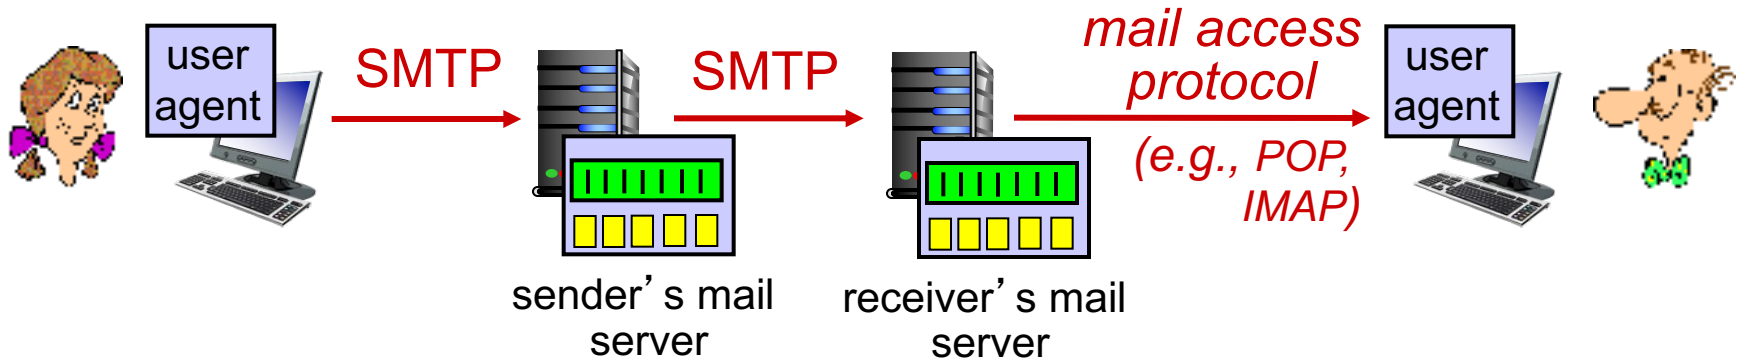 user
agent
SMTP
sender’s mail
server
SMTP
receiver’s mail
server
mail access
protocol
(e.g., POP,
IMAP)
user
agent